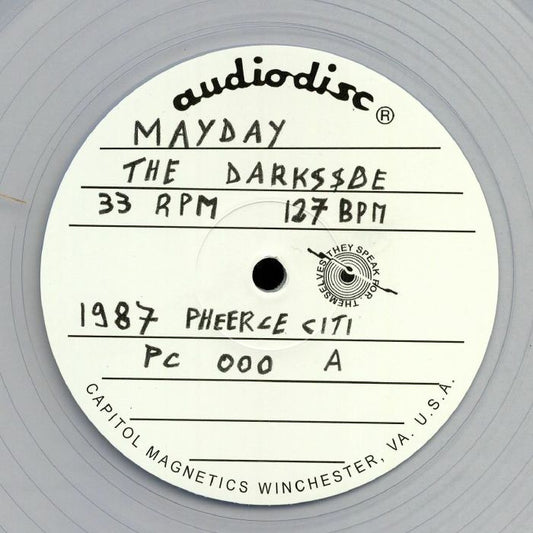 audiodisc ®
MAYDAY
THE DARKS$BE
33 RPM 127 BPM
THEY SPEAK FOR THEMSELVES
1987 PHEERCE CITI
PC 000 A
CAPITOL MAGNETICS WINCHESTER, VA. U.S.A.